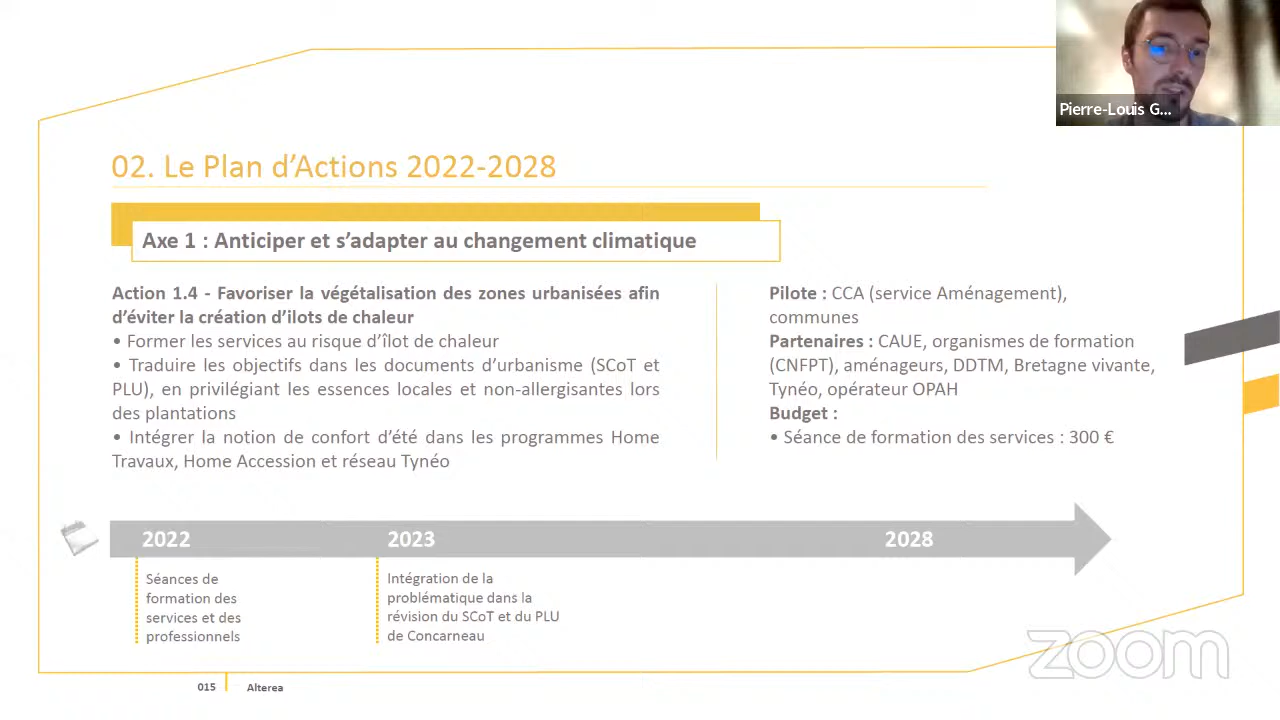 Pierre-Louis G...
02. Le Plan d’Actions 2022-2028
Axe 1 : Anticiper et s’adapter au changement climatique
Action 1.4 - Favoriser la végétalisation des zones urbanisées afin
d’éviter la création d’ilots de chaleur
• Former les services au risque d’îlot de chaleur
• Traduire les objectifs dans les documents d’urbanisme (SCoT et
PLU), en privilégiant les essences locales et non-allergisantes lors
des plantations
• Intégrer la notion de confort d’été dans les programmes Home
Travaux, Home Accession et réseau Tynéo
Pilote : CCA (service Aménagement),
communes
Partenaires : CAUE, organismes de formation
(CNFPT), aménageurs, DDTM, Bretagne vivante,
Tynéo, opérateur OPAH
Budget :
• Séance de formation des services : 300 €
2022
2023
2028
Séances de
formation des
services et des
professionnels
Intégration de la
problématique dans la
révision du SCoT et du PLU
de Concarneau
zoom
015
Alterea